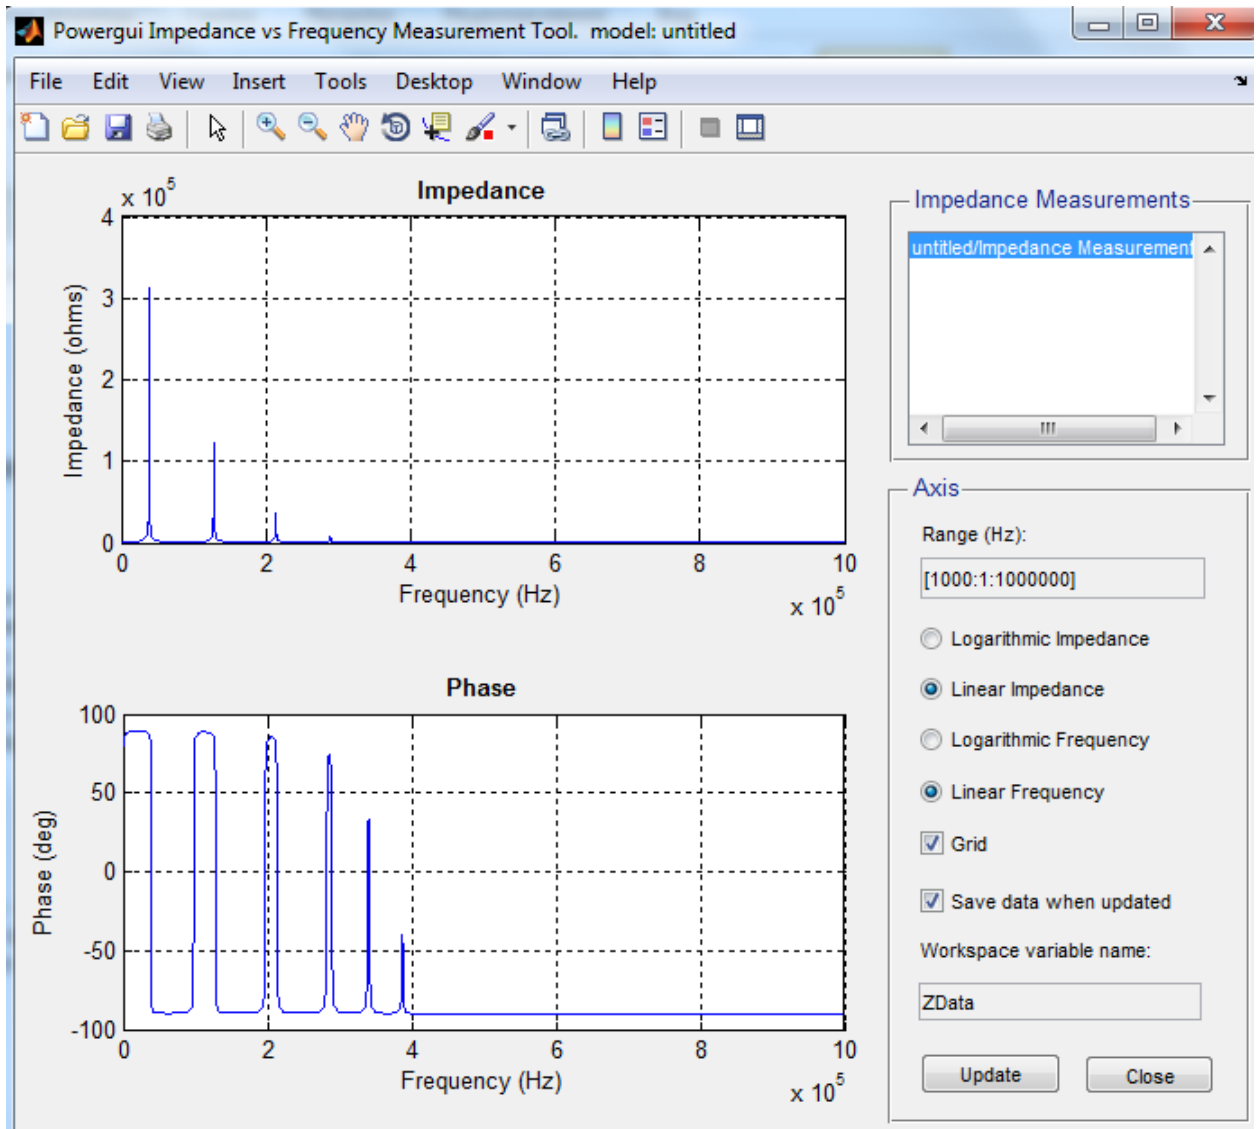 Powergui Impedance vs Frequency Measurement Tool. model: untitled
File Edit View Insert Tools Desktop Window Help
x 10^5
Impedance
Impedance (ohms)
4
3
2
1
0
0 2 4 6 8 10
Frequency (Hz)
x 10^5
Phase
Phase (deg)
100
50
0
-50
-100
0 2 4 6 8 10
Frequency (Hz)
x 10^5
Impedance Measurements
untitled/Impedance Measurement
Axis
Range (Hz):
[1000:1:1000000]
Logarithmic Impedance
Linear Impedance
Logarithmic Frequency
Linear Frequency
Grid
Save data when updated
Workspace variable name:
ZData
Update Close